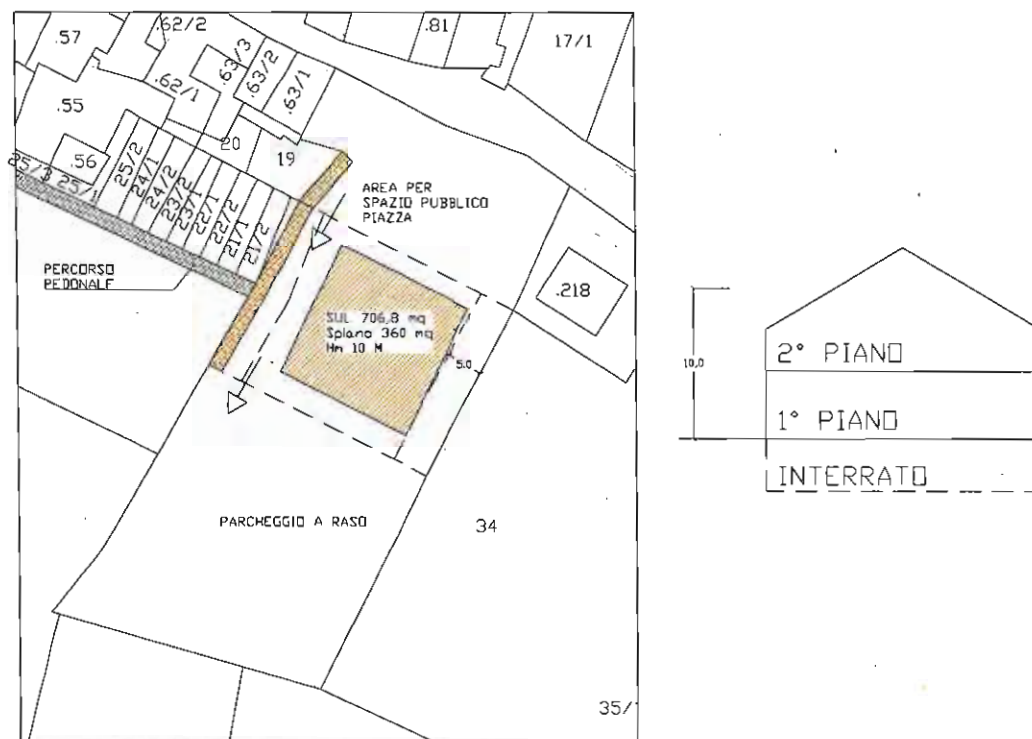 .57
.62/2
.81
17/1
.63/3
.63/2
.63/1
.62/1
.55
20
19
.56
25/3
25/1
25/2
24/1
24/2
23/2
23/1
22/1
22/2
21/1
21/2
AREA PER
SPAZIO PUBBLICO
PIAZZA
PERCORSO
PEDONALE
.218
SUL 706,8 mq
Spiano 360 mq
Hm 10 M
5.0
PARCHEGGIO A RASO
34
35/
10,0
2° PIANO
1° PIANO
INTERRATO